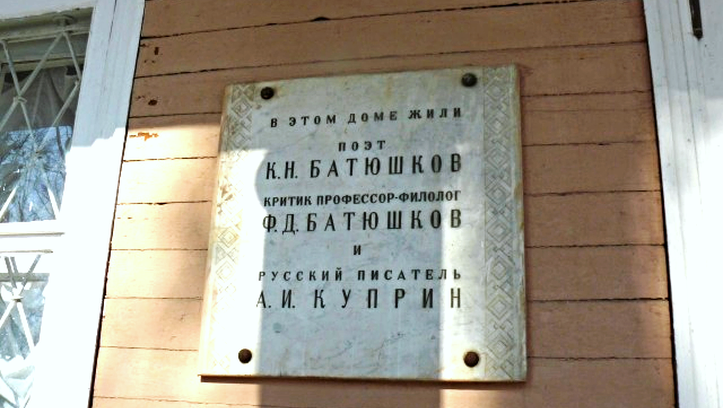 В ЭТОМ ДОМЕ ЖИЛИ
ПОЭТ
К.Н. БАТЮШКОВ
КРИТИК ПРОФЕССОР-ФИЛОЛОГ
Ф.Д. БАТЮШКОВ
И
РУССКИЙ ПИСАТЕЛЬ
А.И. КУПРИН